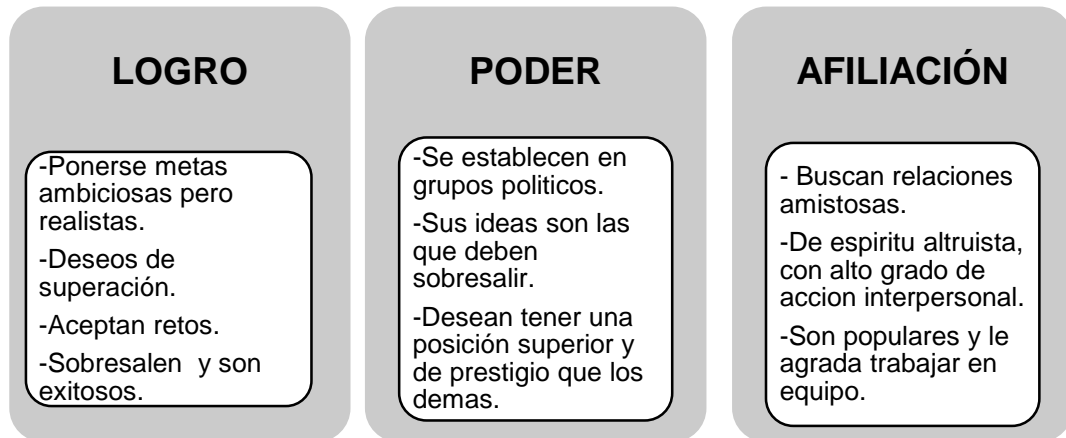 LOGRO
-Ponerse metas
ambiciosas pero
realistas.
-Deseos de
superación.
-Aceptan retos.
-Sobresalen y son
exitosos.
PODER
-Se establecen en
grupos politicos.
-Sus ideas son las
que deben
sobresalir.
-Desean tener una
posición superior y
de prestigio que los
demas.
AFILIACIÓN
- Buscan relaciones
amistosas.
-De espiritu altruista,
con alto grado de
accion interpersonal.
-Son populares y le
agrada trabajar en
equipo.